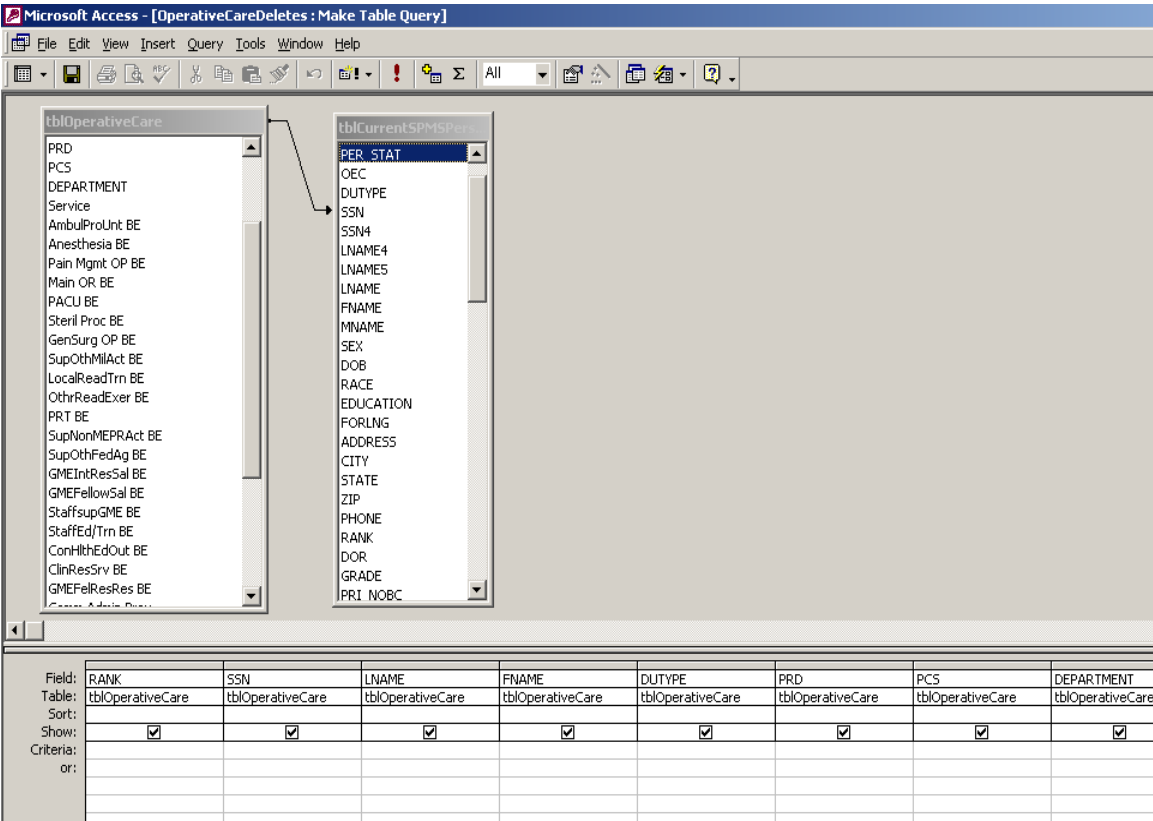 Microsoft Access - [OperativeCareDeletes : Make Table Query]
File Edit View Insert Query Tools Window Help
ABC All
tblOperativeCare
PRD
PCS
DEPARTMENT
Service
AmbulProUnt BE
Anesthesia BE
Pain Mgmt OP BE
Main OR BE
PACU BE
Steril Proc BE
GenSurg OP BE
SupOthMilAct BE
LocalReadTrn BE
OthrReadExer BE
PRT BE
SupNonMEPRAct BE
SupOthFedAg BE
GMEIntResSal BE
GMEFellowSal BE
StaffsupGME BE
StaffEd/Trn BE
ConHlthEdOut BE
ClinResSrv BE
GMEFelResRes BE
tblCurrentSPMSPers...
PER_STAT
OEC
DUTYPE
SSN
SSN4
LNAME4
LNAME5
LNAME
FNAME
MNAME
SEX
DOB
RACE
EDUCATION
FORLNG
ADDRESS
CITY
STATE
ZIP
PHONE
RANK
DOR
GRADE
PRI_NOBC
Field: RANK SSN LNAME FNAME DUTYPE PRD PCS DEPARTMENT
Table: tblOperativeCare tblOperativeCare tblOperativeCare tblOperativeCare tblOperativeCare tblOperativeCare tblOperativeCare tblOperativeCare
Sort:
Show:
Criteria:
or: